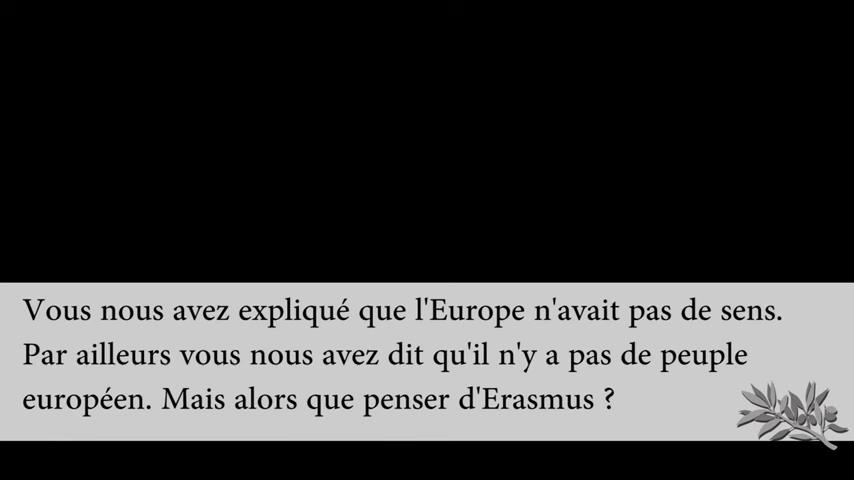 Vous nous avez expliqué que l'Europe n'avait pas de sens.
Par ailleurs vous nous avez dit qu'il n'y a pas de peuple
européen. Mais alors que penser d'Erasmus ?